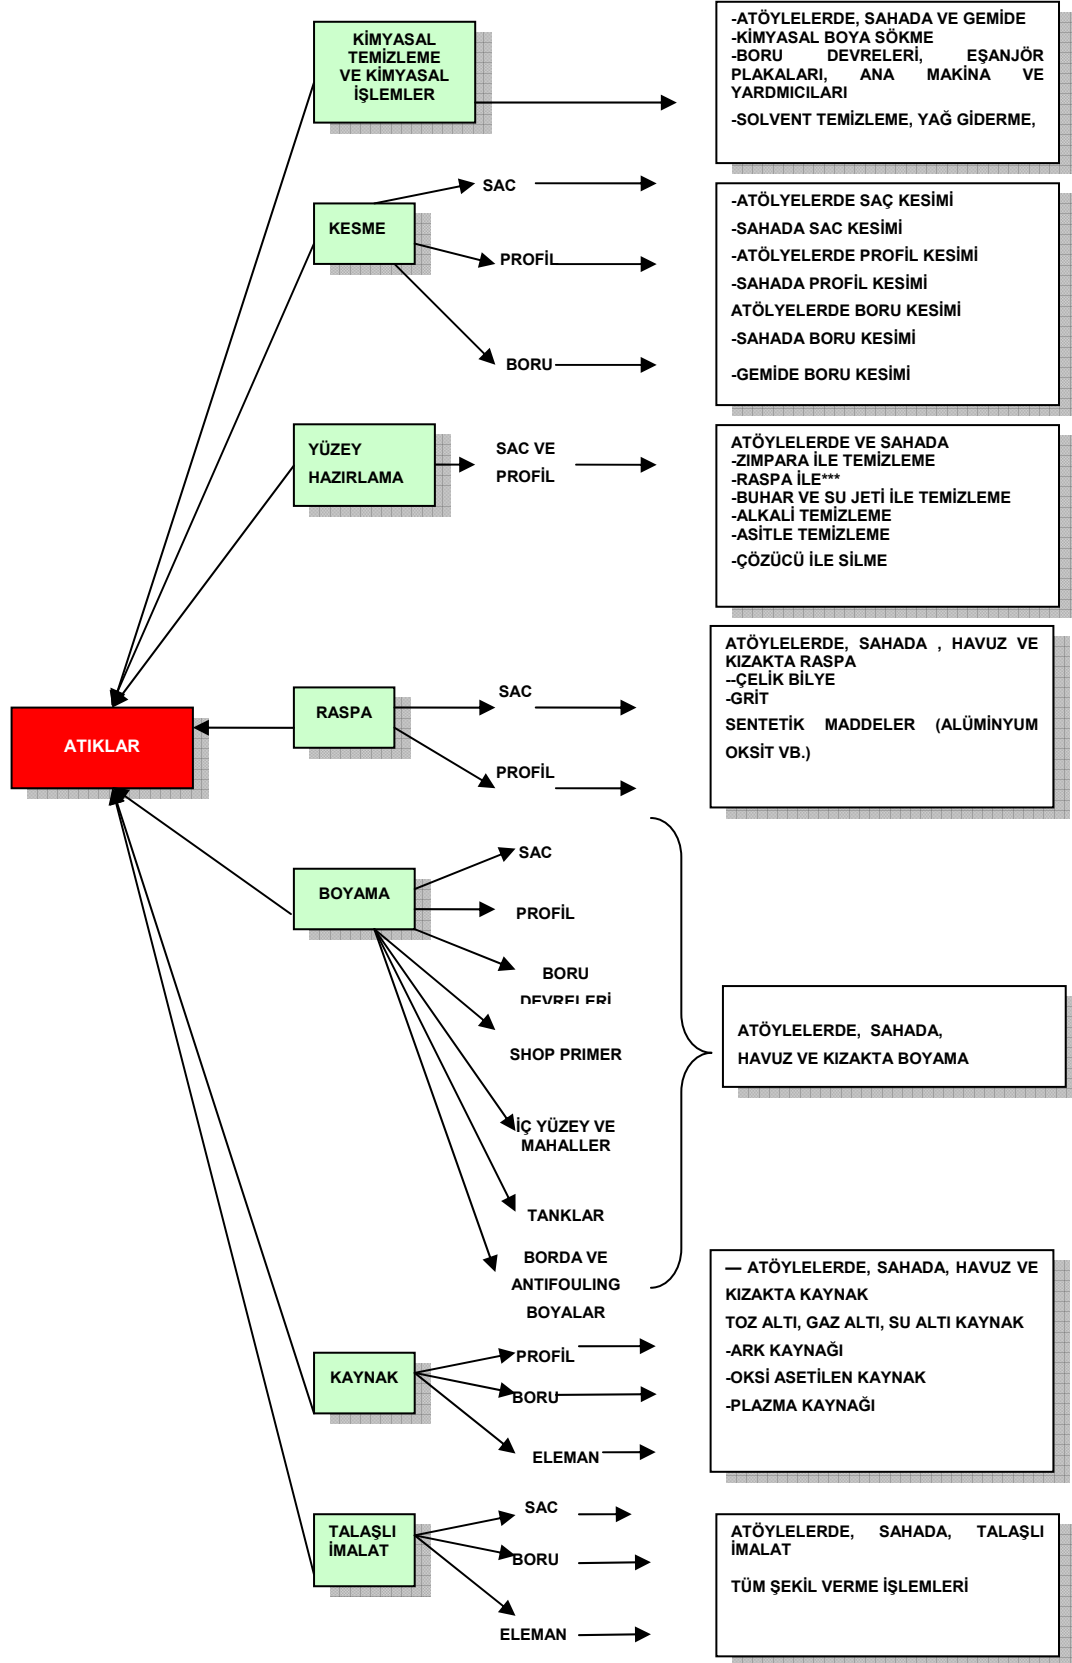 KİMYASAL
TEMİZLEME
VE KİMYASAL
İŞLEMLER
-ATÖYLELERDE, SAHADA VE GEMİDE
-KİMYASAL BOYA SÖKME
-BORU DEVRELERİ, EŞANJÖR
PLAKALARI, ANA MAKİNA VE
YARDMICILARI
-SOLVENT TEMİZLEME, YAĞ GİDERME,
KESME
SAC
PROFİL
BORU
-ATÖLYELERDE SAÇ KESİMİ
-SAHADA SAC KESİMİ
-ATÖLYELERDE PROFİL KESİMİ
-SAHADA PROFİL KESİMİ
ATÖLYELERDE BORU KESİMİ
-SAHADA BORU KESİMİ
-GEMİDE BORU KESİMİ
YÜZEY
HAZIRLAMA
SAC VE
PROFİL
ATÖYLELERDE VE SAHADA
-ZIMPARA İLE TEMİZLEME
-RASPA İLE***
-BUHAR VE SU JETİ İLE TEMİZLEME
-ALKALİ TEMİZLEME
-ASİTLE TEMİZLEME
-ÇÖZÜCÜ İLE SİLME
ATIKLAR
RASPA
SAC
PROFİL
ATÖYLELERDE, SAHADA , HAVUZ VE
KIZAKTA RASPA
--ÇELİK BİLYE
-GRİT
SENTETİK MADDELER (ALÜMİNYUM
OKSİT VB.)
BOYAMA
SAC
PROFİL
BORU
DEVRELERİ
SHOP PRIMER
İÇ YÜZEY VE
MAHALLER
TANKLAR
BORDA VE
ANTIFOULING
BOYALAR
ATÖYLELERDE, SAHADA,
HAVUZ VE KIZAKTA BOYAMA
KAYNAK
PROFİL
BORU
ELEMAN
— ATÖYLELERDE, SAHADA, HAVUZ VE
KIZAKTA KAYNAK
TOZ ALTI, GAZ ALTI, SU ALTI KAYNAK
-ARK KAYNAĞI
-OKSİ ASETİLEN KAYNAK
-PLAZMA KAYNAĞI
TALAŞLI
İMALAT
SAC
BORU
ELEMAN
ATÖYLELERDE, SAHADA, TALAŞLI
İMALAT
TÜM ŞEKİL VERME İŞLEMLERİ